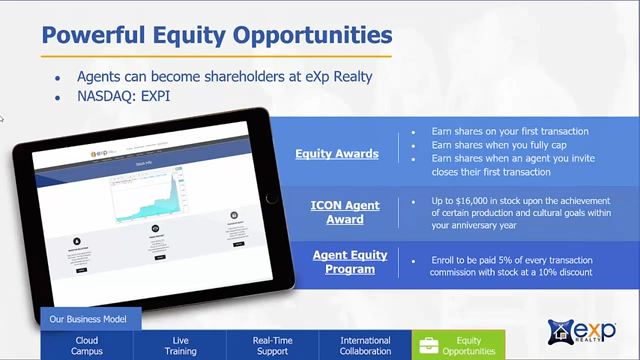 Powerful Equity Opportunities
• Agents can become shareholders at eXp Realty
• NASDAQ: EXPI
Equity Awards
• Earn shares on your first transaction
• Earn shares when you fully cap
• Earn shares when an agent you invite
closes their first transaction
ICON Agent
Award
• Up to $16,000 in stock upon the achievement
of certain production and cultural goals within
your anniversary year
Agent Equity
Program
• Enroll to be paid 5% of every transaction
commission with stock at a 10% discount
exp
Our Business Model
Cloud
Campus
Live
Training
Real-Time
Support
International
Collaboration
Equity
Opportunities
eXp
REALTY